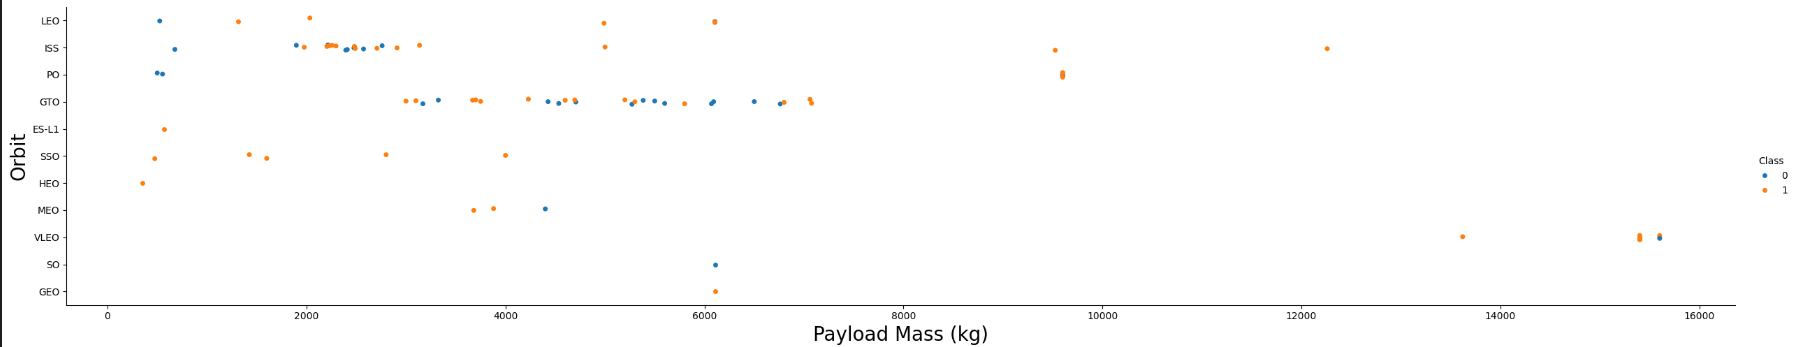 LEO
ISS
PO
GTO
ES-L1
SSO
HEO
MEO
VLEO
SO
GEO
Orbit
0 2000 4000 6000 8000 10000 12000 14000 16000
Payload Mass (kg)
Class
0
1